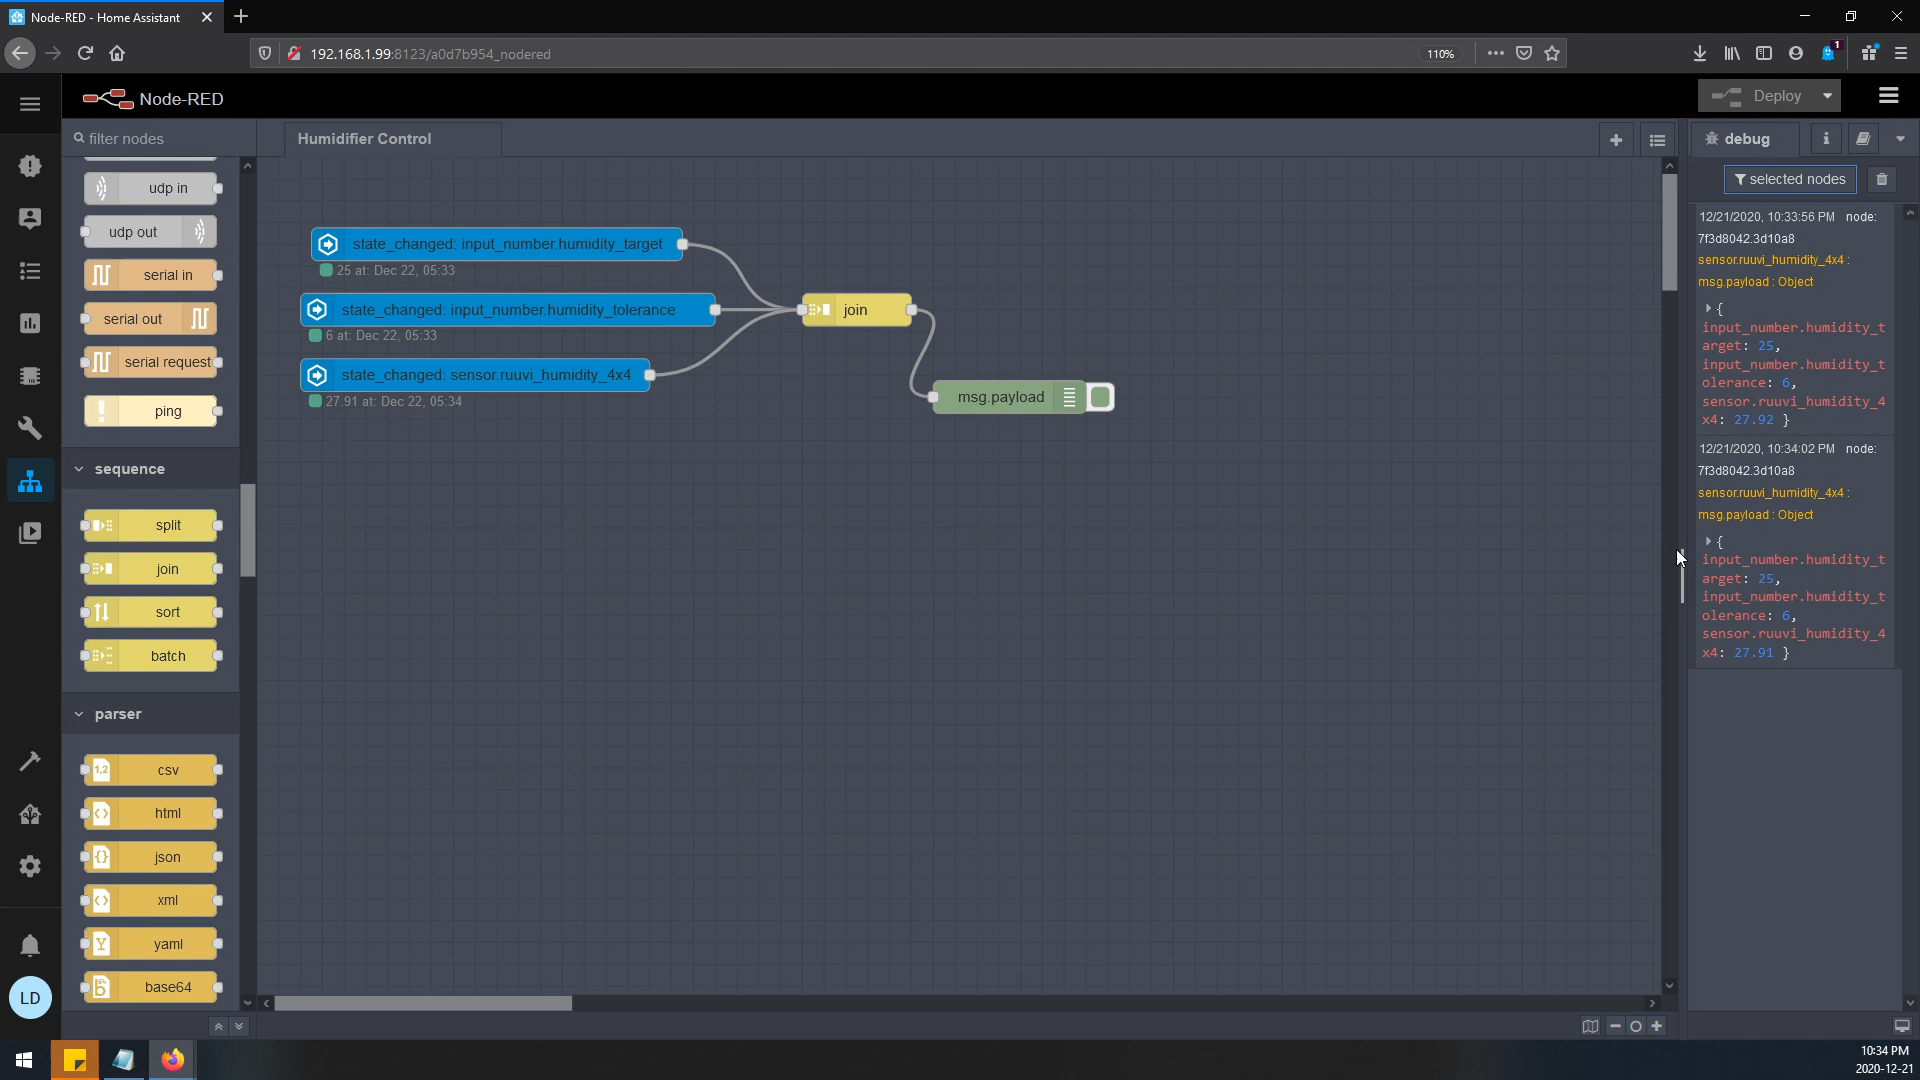 Node-RED - Home Assistant
192.168.1.99:8123/a0d7b954_nodered
110%
1
Node-RED
Deploy
filter nodes
Humidifier Control
debug
i
udp in
udp out
serial in
serial out
serial request
ping
sequence
split
join
sort
batch
parser
1,2 csv
html
json
xml
Y yaml
base64
LD
state_changed: input_number.humidity_target
25 at: Dec 22, 05:33
state_changed: input_number.humidity_tolerance
6 at: Dec 22, 05:33
state_changed: sensor.ruuvi_humidity_4x4
27.91 at: Dec 22, 05:34
join
msg.payload
selected nodes
12/21/2020, 10:33:56 PM node:
7f3d8042.3d10a8
sensor.ruuvi_humidity_4x4 :
msg.payload : Object
{
input_number.humidity_t
arget: 25,
input_number.humidity_t
olerance: 6,
sensor.ruuvi_humidity_4
x4: 27.92 }
12/21/2020, 10:34:02 PM node:
7f3d8042.3d10a8
sensor.ruuvi_humidity_4x4 :
msg.payload : Object
{
input_number.humidity_t
arget: 25,
input_number.humidity_t
olerance: 6,
sensor.ruuvi_humidity_4
x4: 27.91 }
10:34 PM
2020-12-21